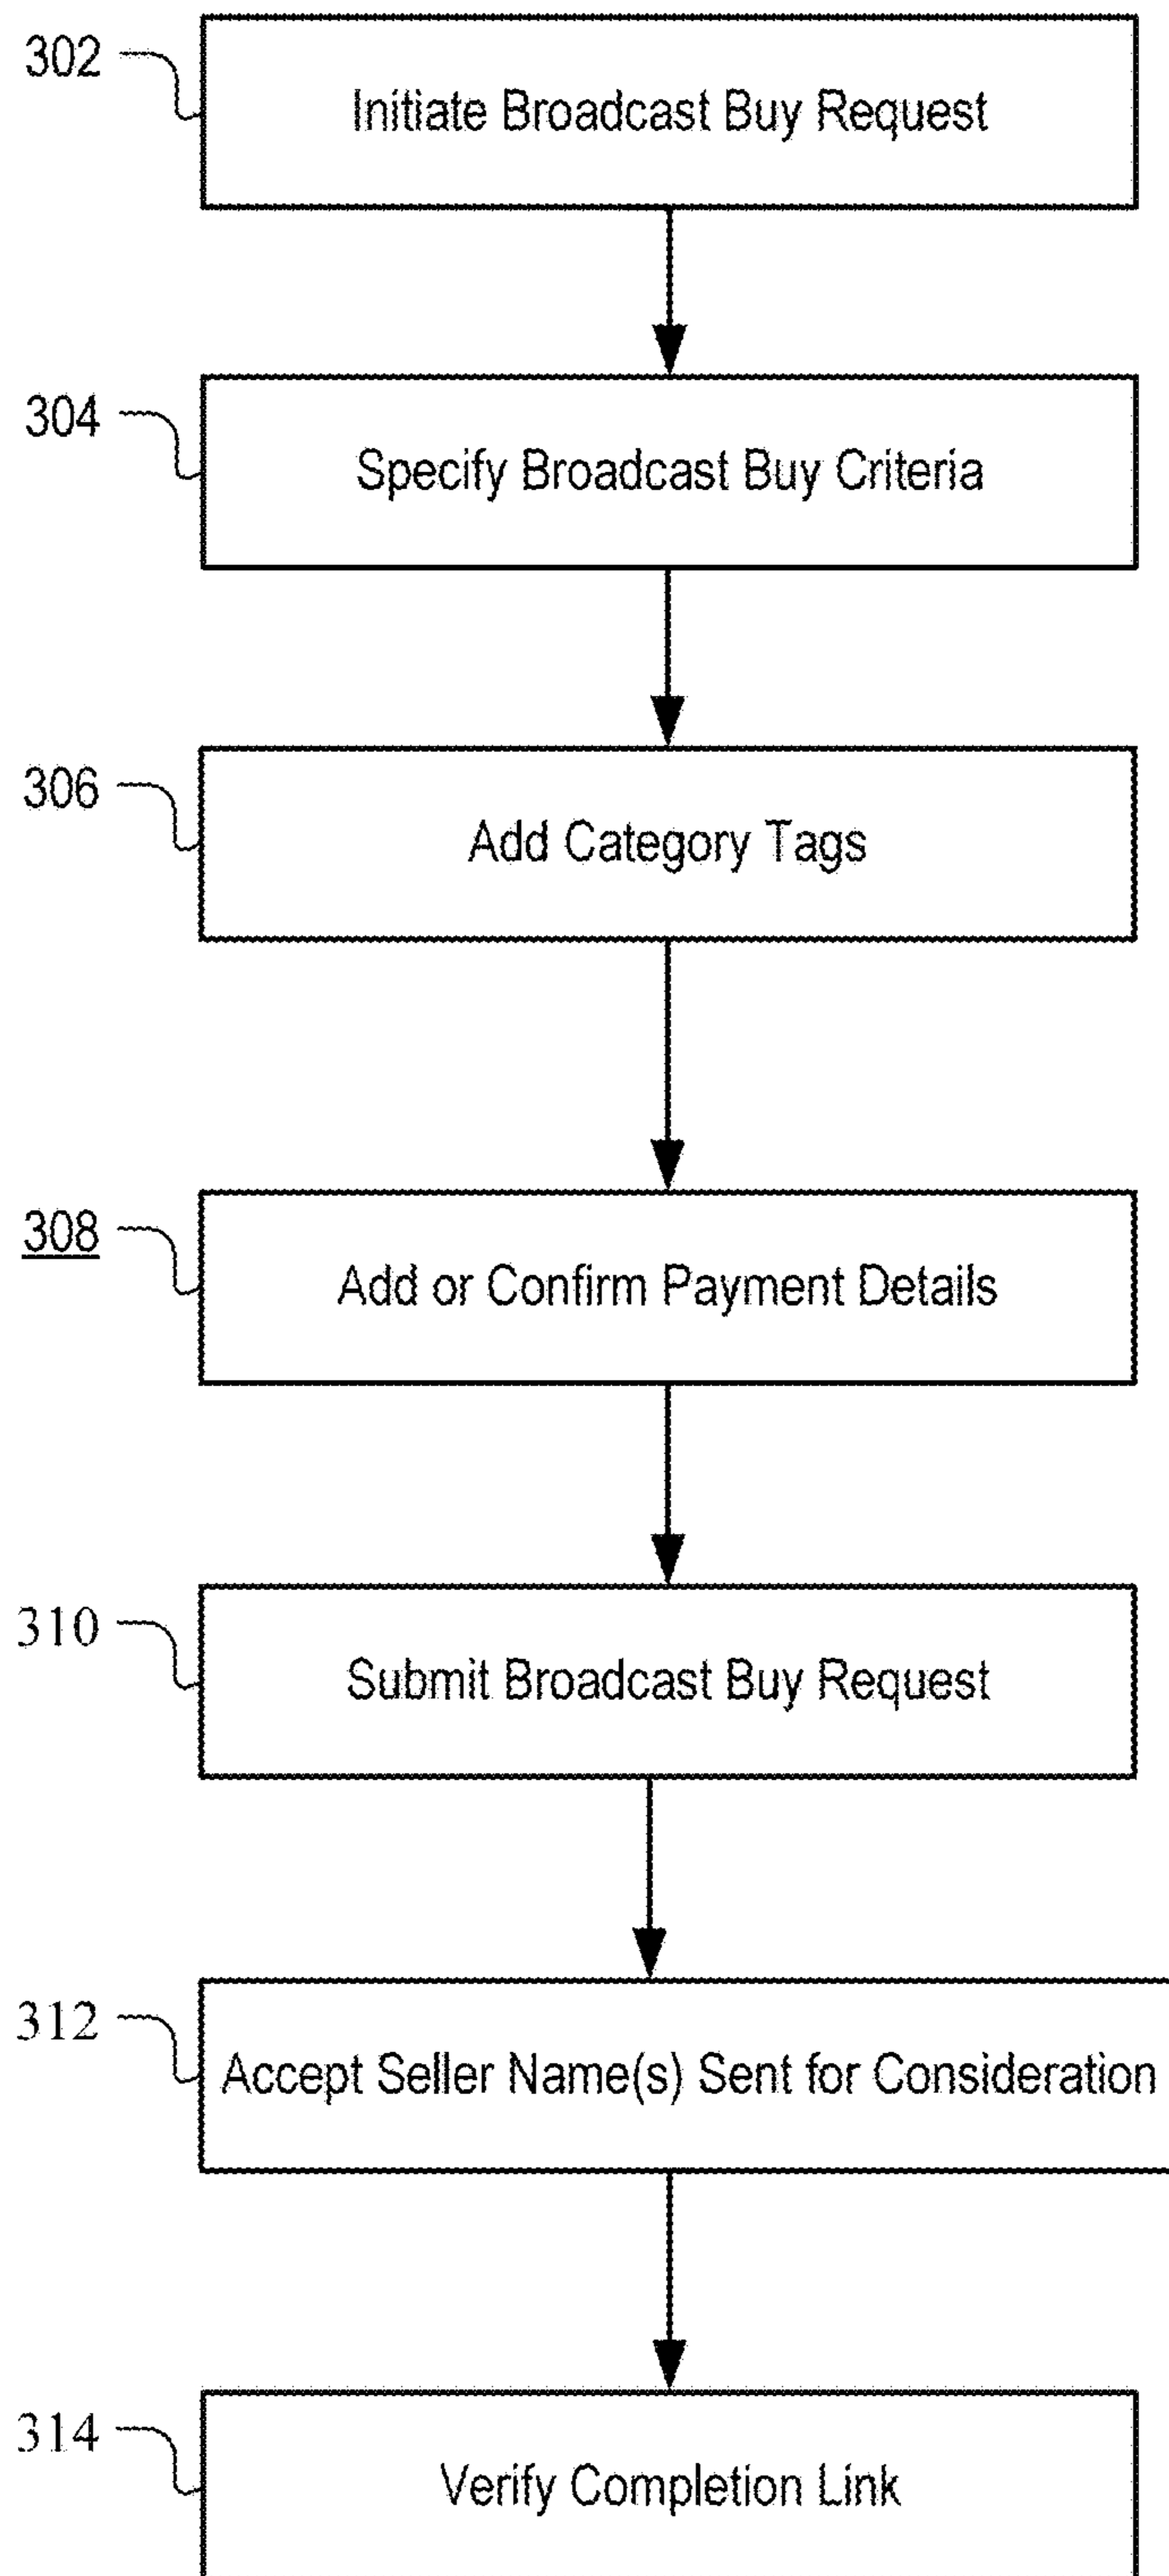 302
Initiate Broadcast Buy Request
304
Specify Broadcast Buy Criteria
306
Add Category Tags
308
Add or Confirm Payment Details
310
Submit Broadcast Buy Request
312
Accept Seller Name(s) Sent for Consideration
314
Verify Completion Link